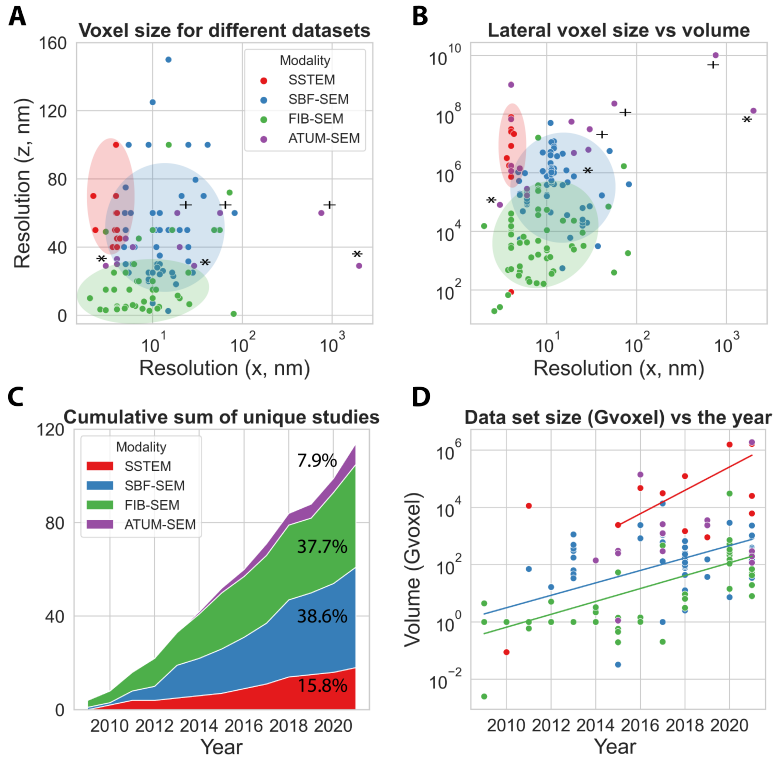 A
Voxel size for different datasets
160
120
80
40
0
Resolution (z, nm)
Modality
SSTEM
SBF-SEM
FIB-SEM
ATUM-SEM
10^1
10^2
10^3
Resolution (x, nm)
B
Lateral voxel size vs volume
10^10
10^8
10^6
10^4
10^2
10^1
10^2
10^3
Resolution (x, nm)
C
Cumulative sum of unique studies
120
80
40
0
Modality
SSTEM
SBF-SEM
FIB-SEM
ATUM-SEM
7.9%
37.7%
38.6%
15.8%
2010 2012 2014 2016 2018 2020
Year
D
Data set size (Gvoxel) vs the year
Volume (Gvoxel)
10^6
10^4
10^2
10^0
10^−2
2010 2012 2014 2016 2018 2020
Year